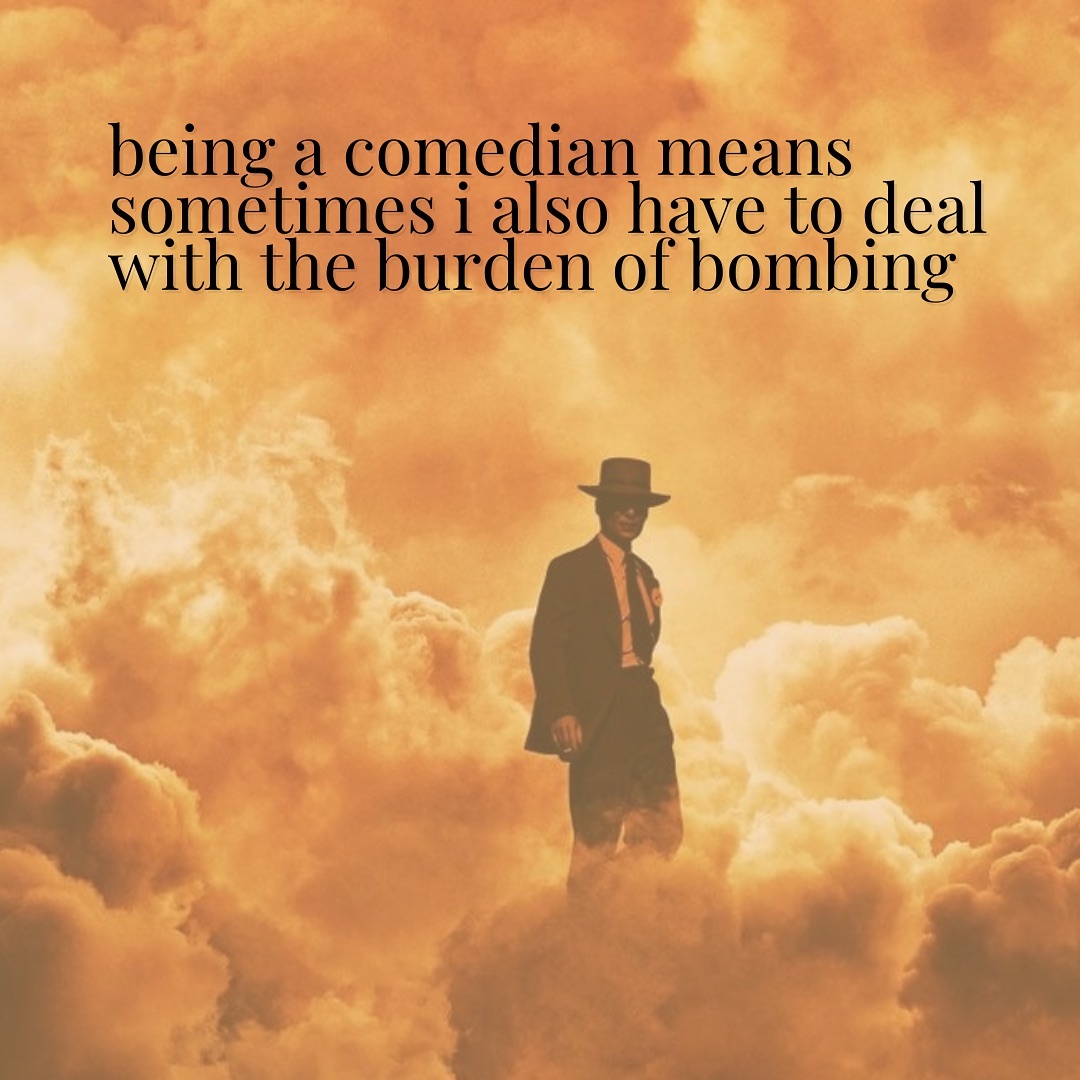 being a comedian means
sometimes i also have to deal
with the burden of bombing